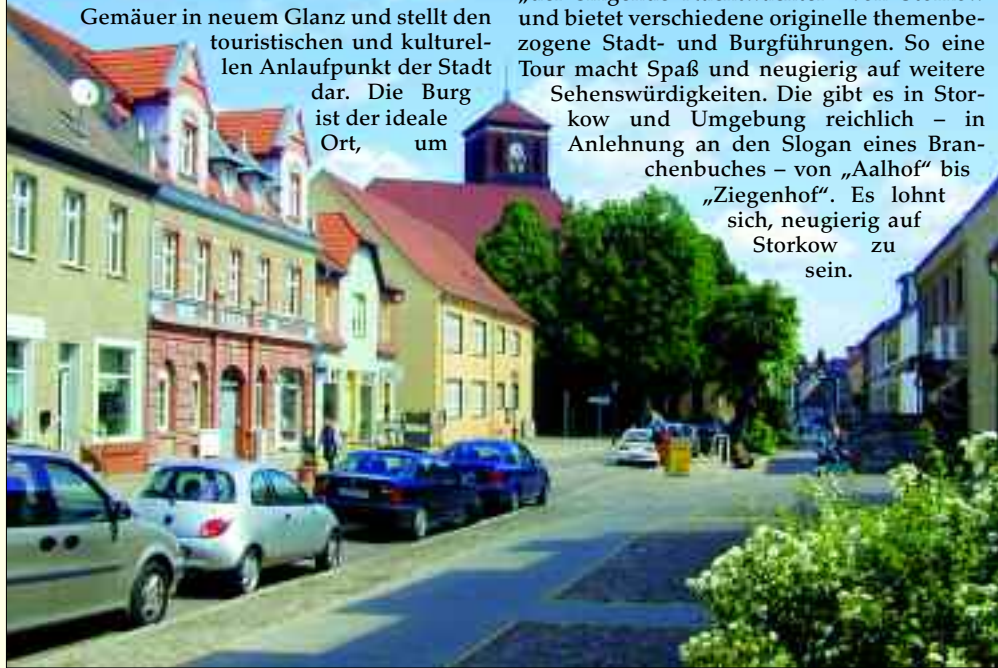 Gemäuer in neuem Glanz und stellt den
touristischen und kulturel-
len Anlaufpunkt der Stadt
dar. Die Burg
ist der ideale
Ort, um
und bietet verschiedene originelle themenbe-
zogene Stadt- und Burgführungen. So eine
Tour macht Spaß und neugierig auf weitere
Sehenswürdigkeiten. Die gibt es in Stor-
kow und Umgebung reichlich – in
Anlehnung an den Slogan eines Bran-
chenbuches – von „Aalhof“ bis
„Ziegenhof“. Es lohnt
sich, neugierig auf
Storkow zu
sein.